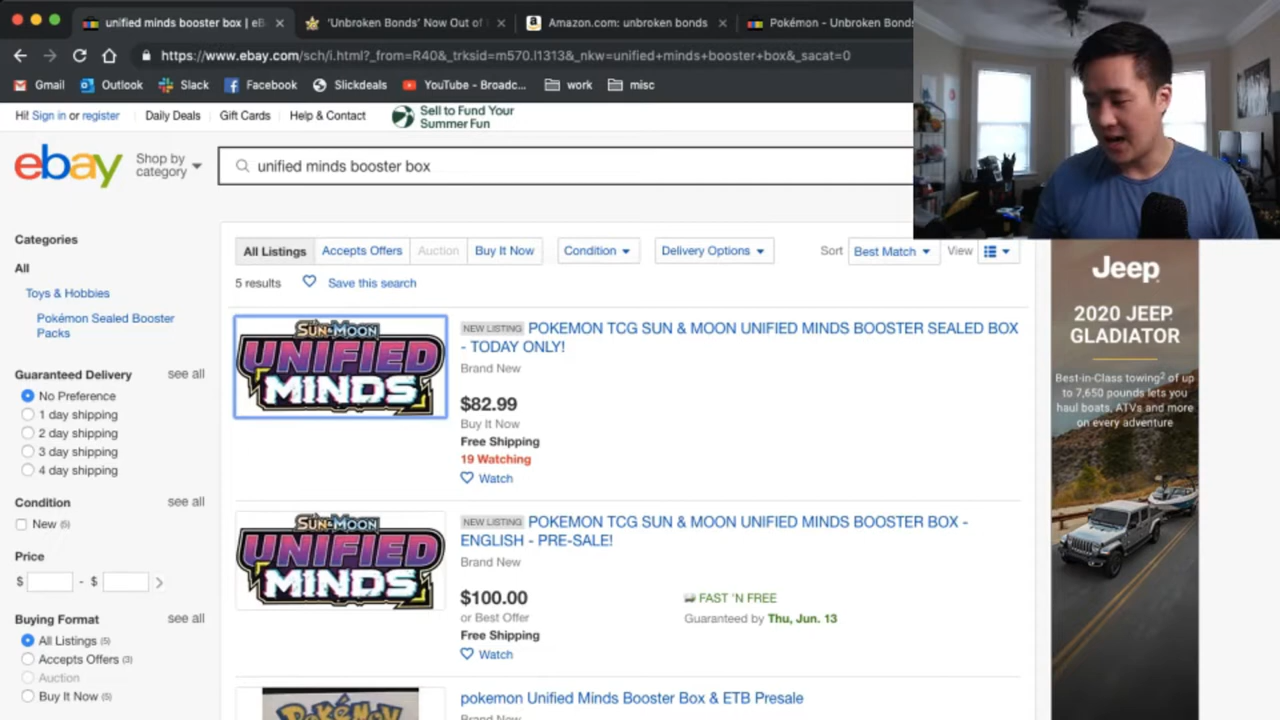 unified minds booster box | eB
'Unbroken Bonds' Now Out of
Amazon.com: unbroken bonds
Pokémon - Unbroken Bonds
https://www.ebay.com/sch/i.html?_from=R40&_trksid=m570.l1313&_nkw=unified+minds+booster+box&_sacat=0
Gmail
Outlook
Slack
Facebook
Slickdeals
YouTube - Broadc...
work
misc
Hi! Sign in or register
Daily Deals
Gift Cards
Help & Contact
Sell to Fund Your
Summer Fun
ebay
Shop by
category
unified minds booster box
Categories
All
Toys & Hobbies
Pokémon Sealed Booster
Packs
Guaranteed Delivery
see all
No Preference
1 day shipping
2 day shipping
3 day shipping
4 day shipping
Condition
see all
New (5)
Price
$ - $
Buying Format
see all
All Listings (5)
Accepts Offers (3)
Auction
Buy It Now (5)
All Listings
Accepts Offers
Auction
Buy It Now
Condition
Delivery Options
Sort
Best Match
View
5 results
Save this search
SUN & MOON
UNIFIED
MINDS
NEW LISTING POKEMON TCG SUN & MOON UNIFIED MINDS BOOSTER SEALED BOX
- TODAY ONLY!
Brand New
$82.99
Buy It Now
Free Shipping
19 Watching
Watch
SUN & MOON
UNIFIED
MINDS
NEW LISTING POKEMON TCG SUN & MOON UNIFIED MINDS BOOSTER BOX -
ENGLISH - PRE-SALE!
Brand New
$100.00
or Best Offer
Free Shipping
Watch
FAST 'N FREE
Guaranteed by Thu, Jun. 13
Pokémon
pokemon Unified Minds Booster Box & ETB Presale
Brand New
Jeep
2020 JEEP
GLADIATOR
Best-in-Class towing2 of up
to 7,650 pounds lets you
haul boats, ATVs and more
on every adventure